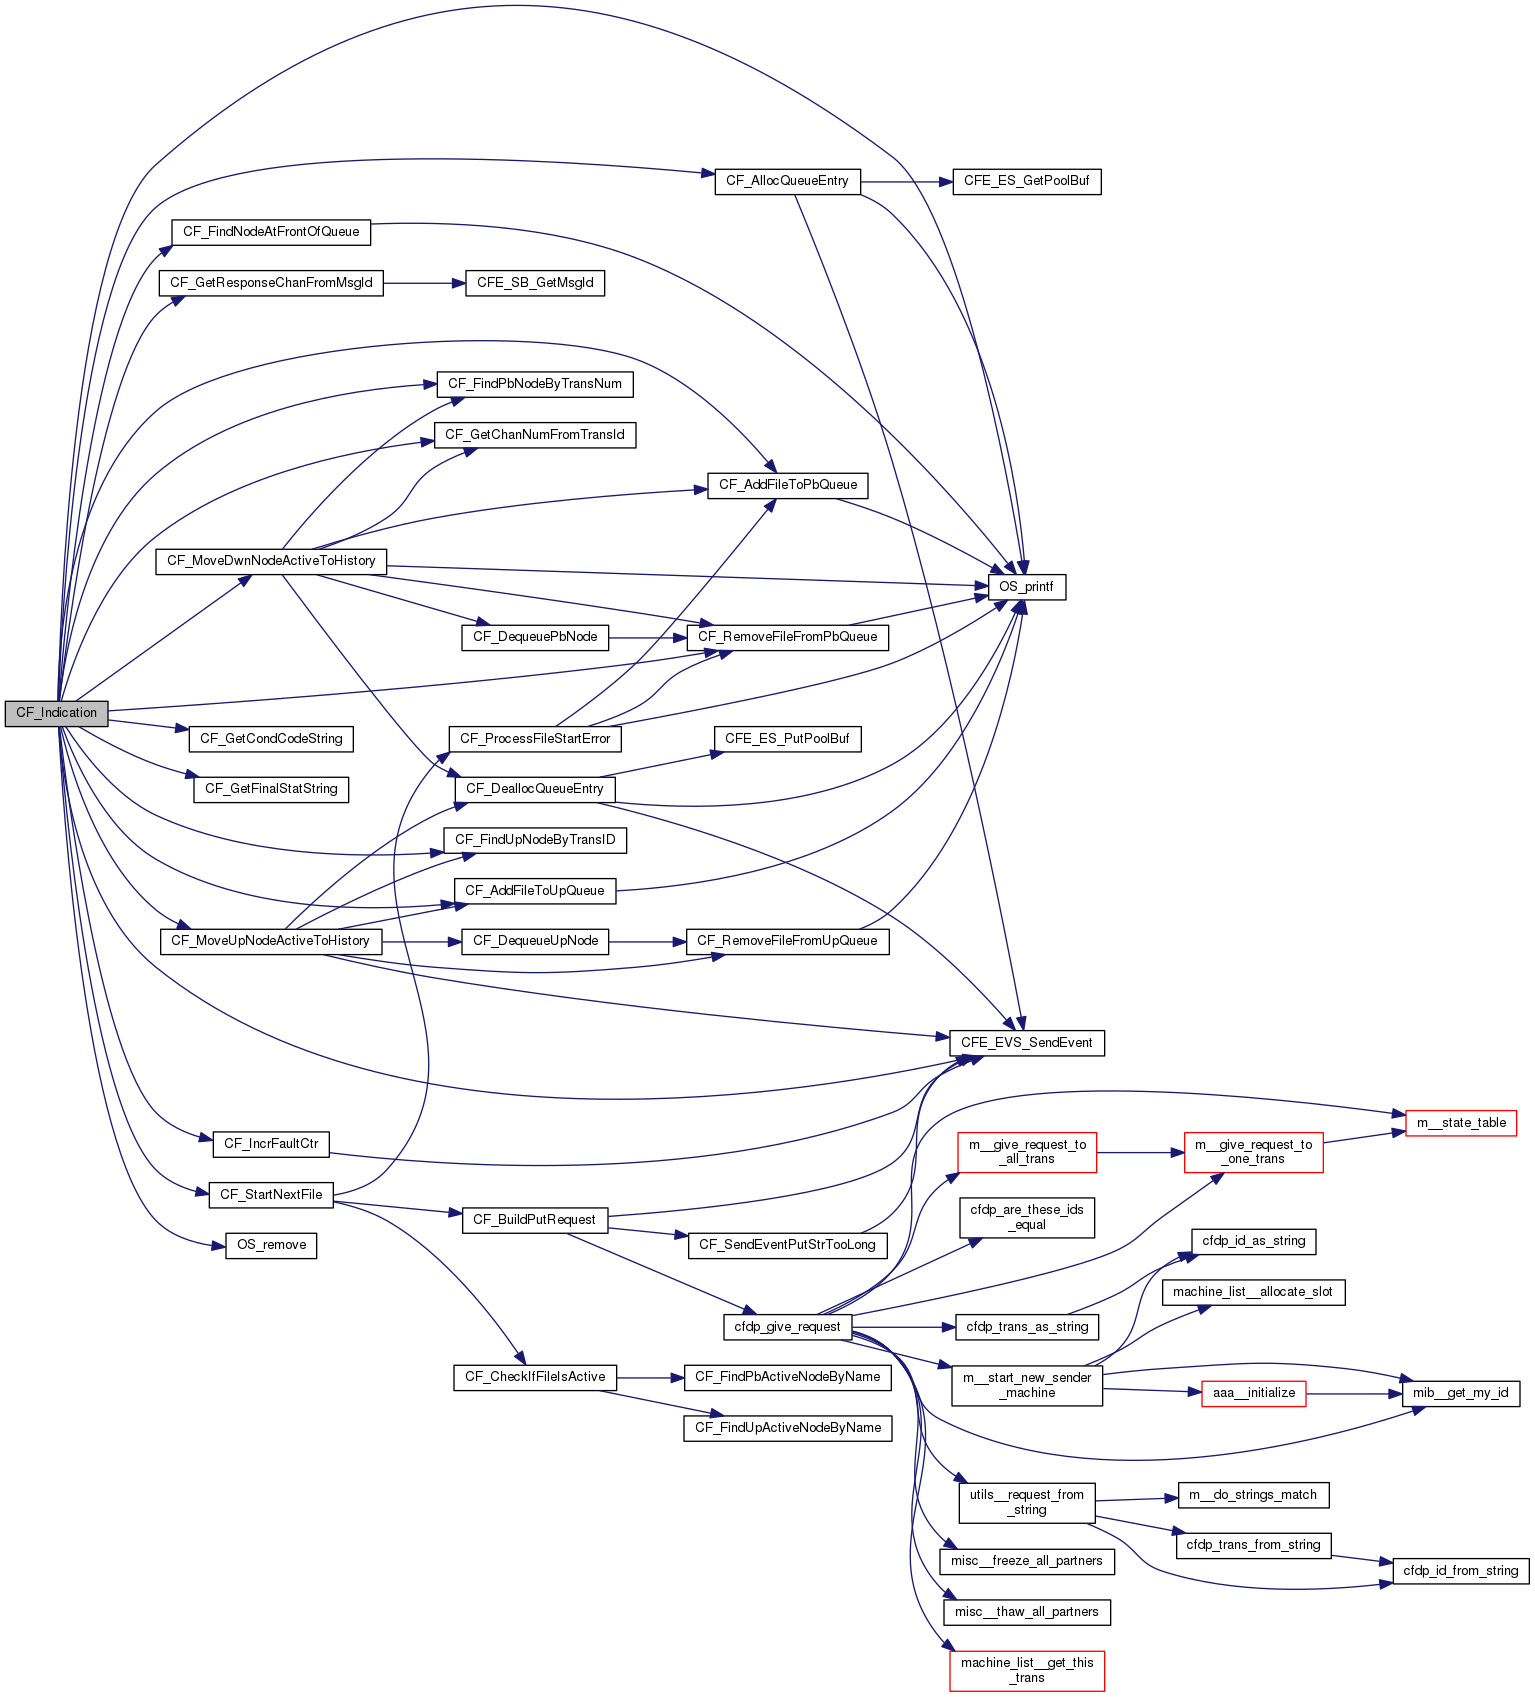 CF_AllocQueueEntry
CFE_ES_GetPoolBuf
CF_FindNodeAtFrontOfQueue
CF_GetResponseChanFromMsgId
CFE_SB_GetMsgId
CF_FindPbNodeByTransNum
CF_GetChanNumFromTransId
CF_AddFileToPbQueue
CF_MoveDwnNodeActiveToHistory
OS_printf
CF_DequeuePbNode
CF_RemoveFileFromPbQueue
CF_Indication
CF_GetCondCodeString
CF_ProcessFileStartError
CFE_ES_PutPoolBuf
CF_GetFinalStatString
CF_DeallocQueueEntry
CF_FindUpNodeByTransID
CF_AddFileToUpQueue
CF_MoveUpNodeActiveToHistory
CF_DequeueUpNode
CF_RemoveFileFromUpQueue
CFE_EVS_SendEvent
m__state_table
CF_IncrFaultCtr
m__give_request_to
_all_trans
m__give_request_to
_one_trans
CF_StartNextFile
CF_BuildPutRequest
cfdp_are_these_ids
_equal
OS_remove
CF_SendEventPutStrTooLong
cfdp_id_as_string
machine_list__allocate_slot
cfdp_give_request
cfdp_trans_as_string
CF_CheckIfFileIsActive
CF_FindPbActiveNodeByName
m__start_new_sender
_machine
aaa__initialize
mib__get_my_id
CF_FindUpActiveNodeByName
utils__request_from
_string
m__do_strings_match
cfdp_trans_from_string
misc__freeze_all_partners
cfdp_id_from_string
misc__thaw_all_partners
machine_list__get_this
_trans